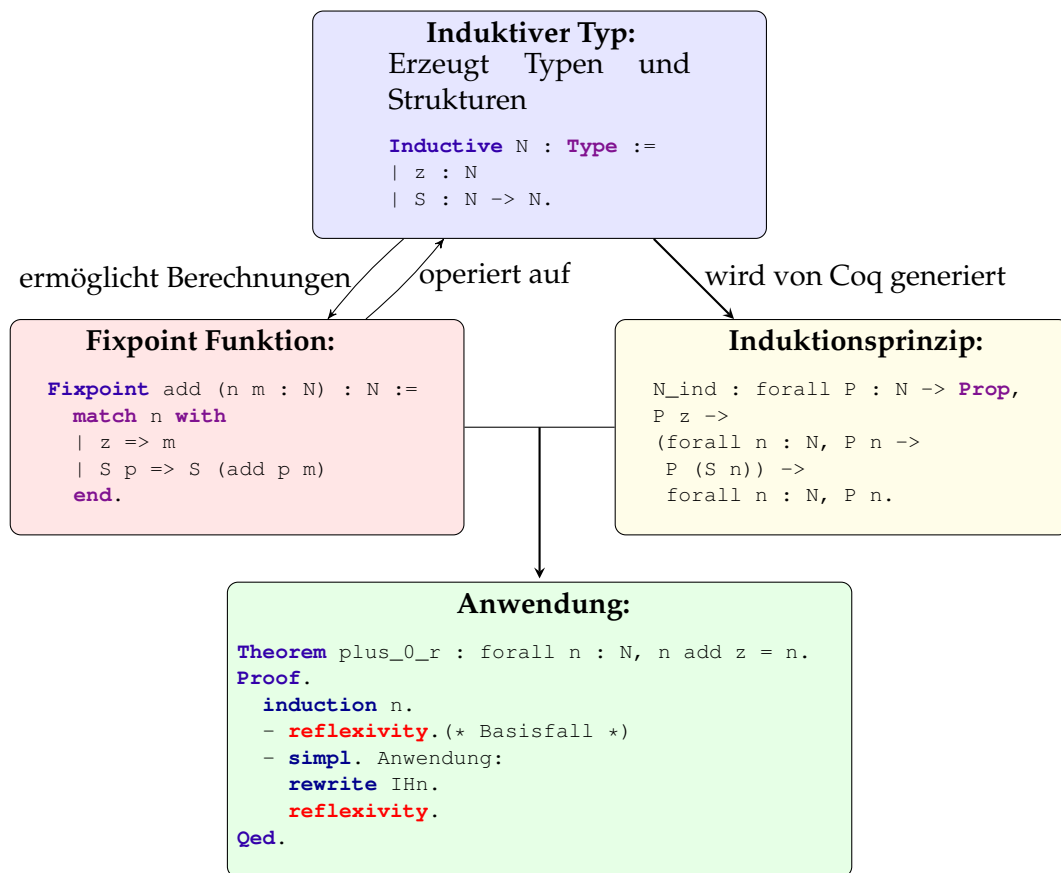 Induktiver Typ:
Erzeugt Typen und
Strukturen
Inductive N : Type :=
| z : N
| S : N -> N.
ermöglicht Berechnungen
operiert auf
wird von Coq generiert
Fixpoint Funktion:
Fixpoint add (n m : N) : N :=
match n with
| z => m
| S p => S (add p m)
end.
Induktionsprinzip:
N_ind : forall P : N -> Prop,
P z ->
(forall n : N, P n ->
P (S n)) ->
forall n : N, P n.
Anwendung:
Theorem plus_0_r : forall n : N, n add z = n.
Proof.
induction n.
- reflexivity.(* Basisfall *)
- simpl. Anwendung:
rewrite IHn.
reflexivity.
Qed.